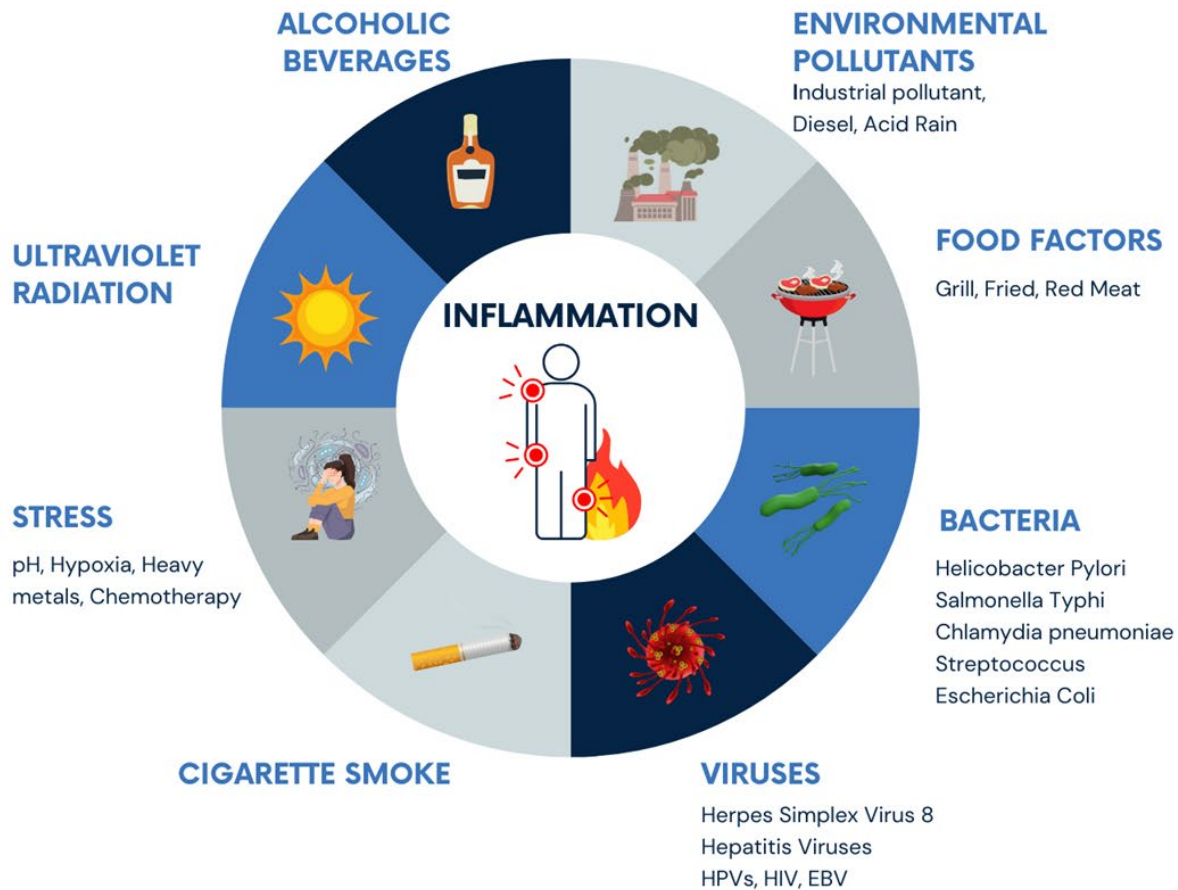 ALCOHOLIC
BEVERAGES
ENVIRONMENTAL
POLLUTANTS
Industrial pollutant,
Diesel, Acid Rain
FOOD FACTORS
Grill, Fried, Red Meat
ULTRAVIOLET
RADIATION
INFLAMMATION
STRESS
pH, Hypoxia, Heavy
metals, Chemotherapy
BACTERIA
Helicobacter Pylori
Salmonella Typhi
Chlamydia pneumoniae
Streptococcus
Escherichia Coli
CIGARETTE SMOKE
VIRUSES
Herpes Simplex Virus 8
Hepatitis Viruses
HPVs, HIV, EBV